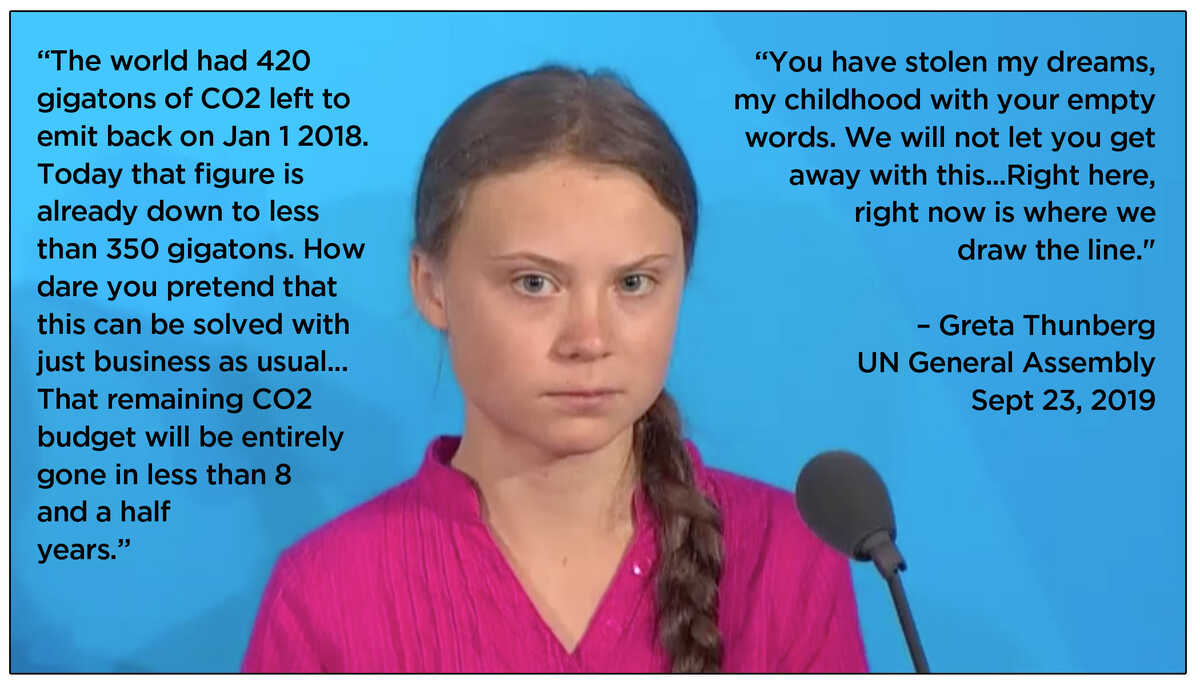 “The world had 420
gigatons of CO2 left to
emit back on Jan 1 2018.
Today that figure is
already down to less
than 350 gigatons. How
dare you pretend that
this can be solved with
just business as usual...
That remaining CO2
budget will be entirely
gone in less than 8
and a half
years.”
“You have stolen my dreams,
my childhood with your empty
words. We will not let you get
away with this...Right here,
right now is where we
draw the line."
– Greta Thunberg
UN General Assembly
Sept 23, 2019